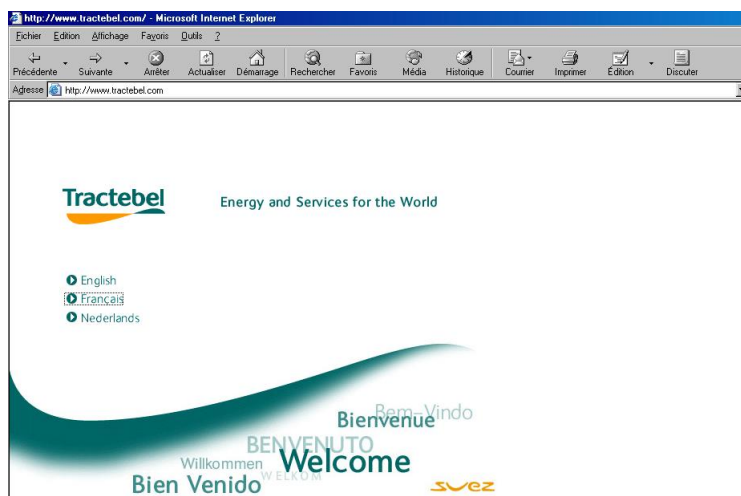 http://www.tractebel.com/ - Microsoft Internet Explorer
Fichier Edition Affichage Favoris Outils ?
Précédente Suivante Arrêter Actualiser Démarrage Rechercher Favoris Média Historique Courrier Imprimer Édition Discuter
Adresse http://www.tractebel.com
Tractebel Energy and Services for the World
English
Français
Nederlands
Bem-Vindo
Bienvenue
BENVENUTO
Willkommen Welcome
WELKOM
Bien Venido
suez